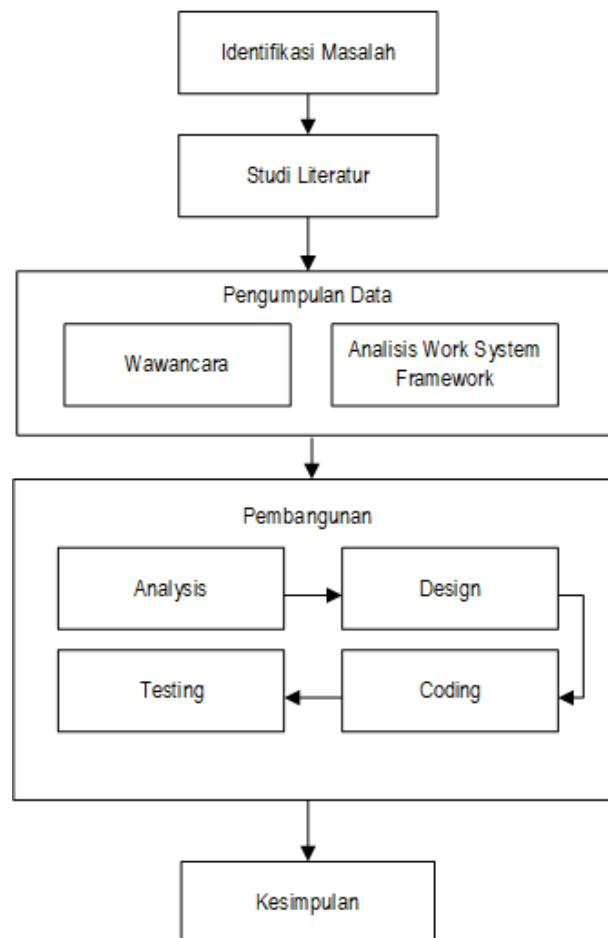 Identifikasi Masalah
Studi Literatur
Pengumpulan Data
Wawancara
Analisis Work System
Framework
Pembangunan
Analysis
Design
Testing
Coding
Kesimpulan